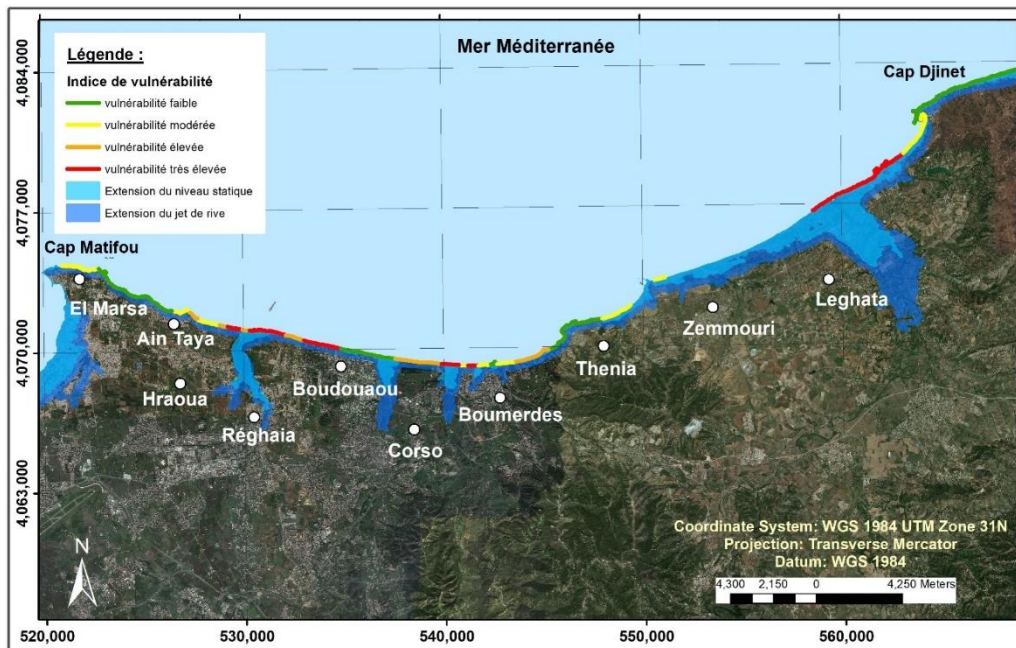 Légende :
Indice de vulnérabilité
vulnérabilité faible
vulnérabilité modérée
vulnérabilité élevée
vulnérabilité très élevée
Extension du niveau statique
Extension du jet de rive
Mer Méditerranée
Cap Djinet
Cap Matifou
El Marsa
Ain Taya
Hraoua
Réghaia
Boudouaou
Corso
Boumerdes
Thenia
Zemmouri
Leghata
4,084,000
4,077,000
4,070,000
4,063,000
N
Coordinate System: WGS 1984 UTM Zone 31N
Projection: Transverse Mercator
Datum: WGS 1984
4,300 2,150 0 4,250 Meters
520,000 530,000 540,000 550,000 560,000